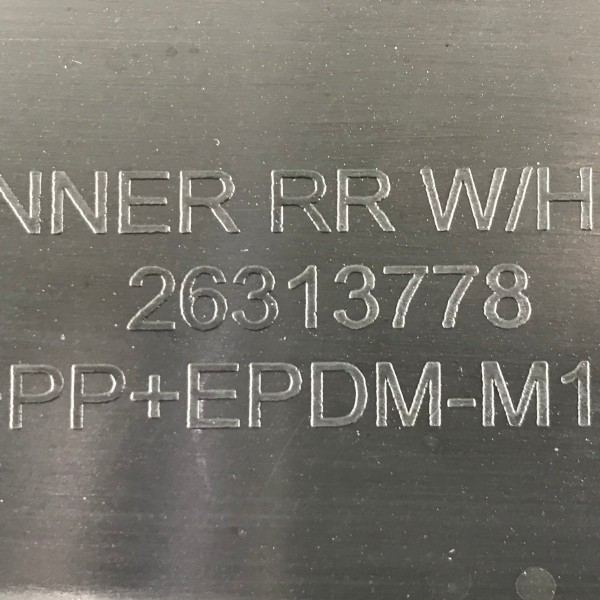 NNER RR W/H
26313778
PP+EPDM-M1